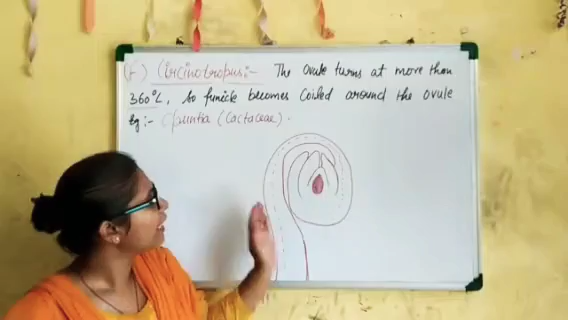 (F) Circinotropus:- The Ovule turns at more than
360°L, so funicle becomes Coiled around the ovule
Eg:- Opuntia (Cactaceae).